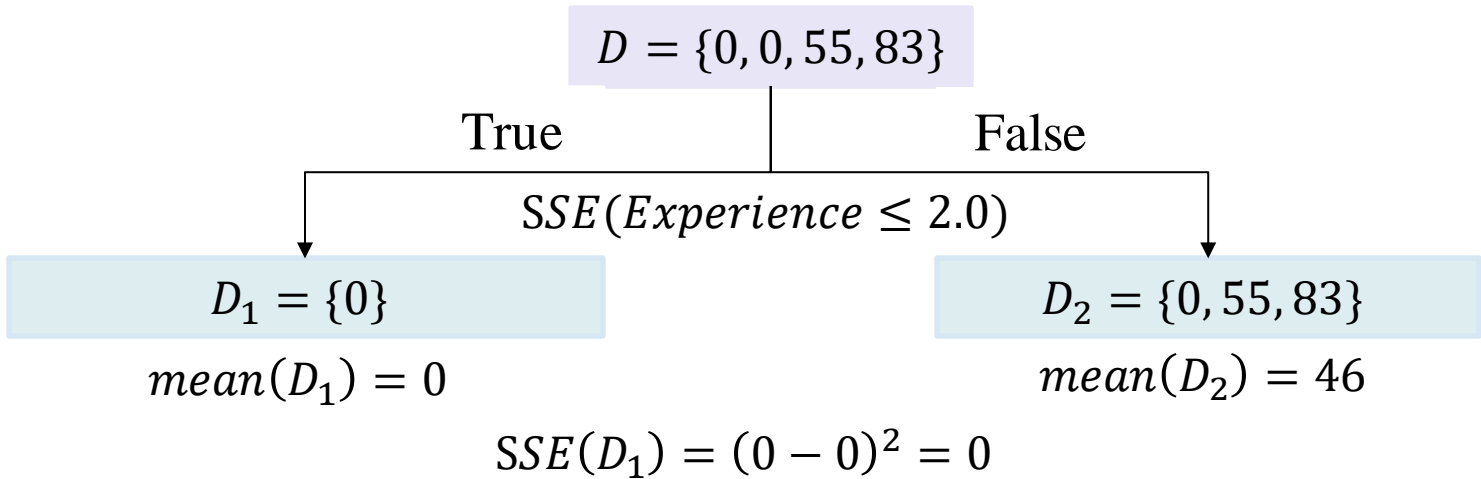 D = {0, 0, 55, 83}
True False
SSE(Experience ≤ 2.0)
D₁ = {0} D₂ = {0, 55, 83}
mean(D₁) = 0 mean(D₂) = 46
SSE(D₁) = (0 − 0)² = 0